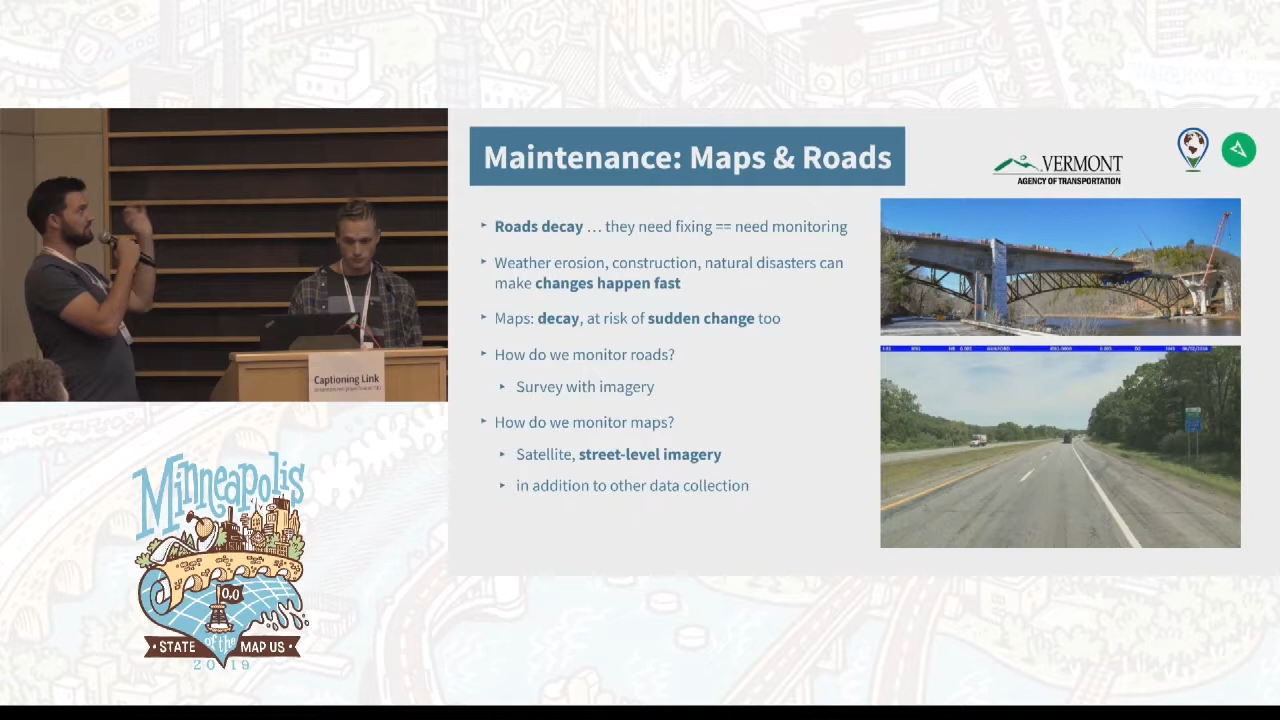 Maintenance: Maps & Roads
VERMONT
AGENCY OF TRANSPORTATION
‣ Roads decay … they need fixing == need monitoring
‣ Weather erosion, construction, natural disasters can
make changes happen fast
‣ Maps: decay, at risk of sudden change too
‣ How do we monitor roads?
‣ Survey with imagery
‣ How do we monitor maps?
‣ Satellite, street-level imagery
‣ in addition to other data collection
Captioning Link
Minneapolis
0,0
• STATE of the MAP US •
2019